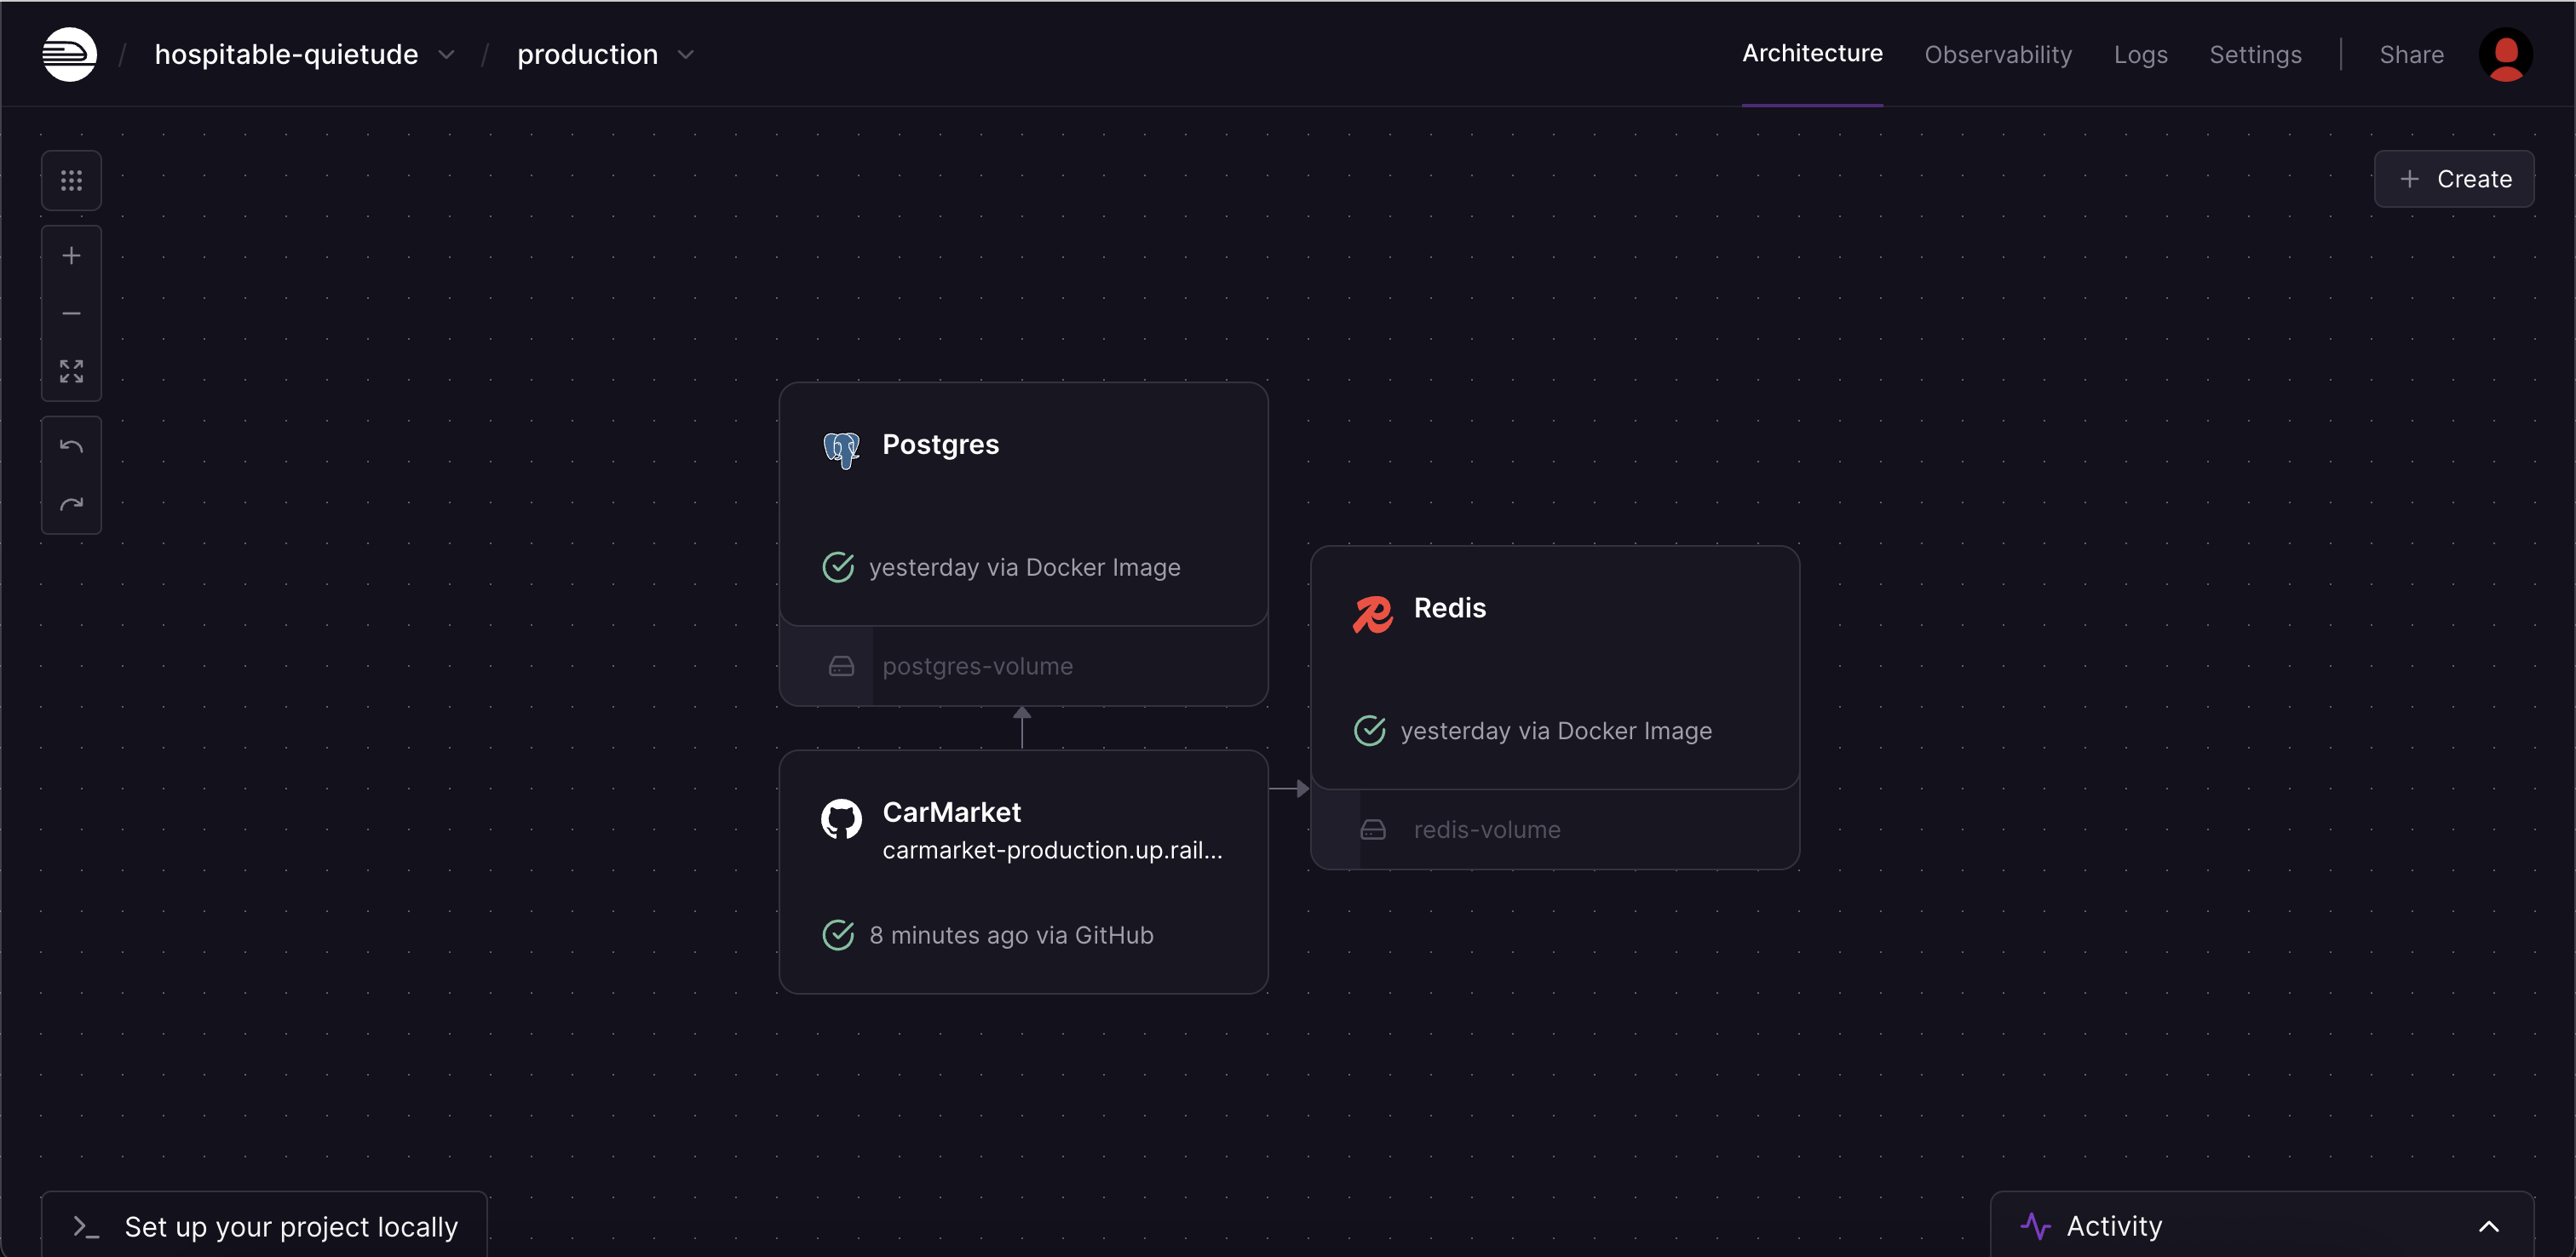 / hospitable-quietude / production
Architecture Observability Logs Settings | Share
+ Create
Postgres
yesterday via Docker Image
postgres-volume
Redis
yesterday via Docker Image
redis-volume
CarMarket
carmarket-production.up.rail...
8 minutes ago via GitHub
>_ Set up your project locally
Activity